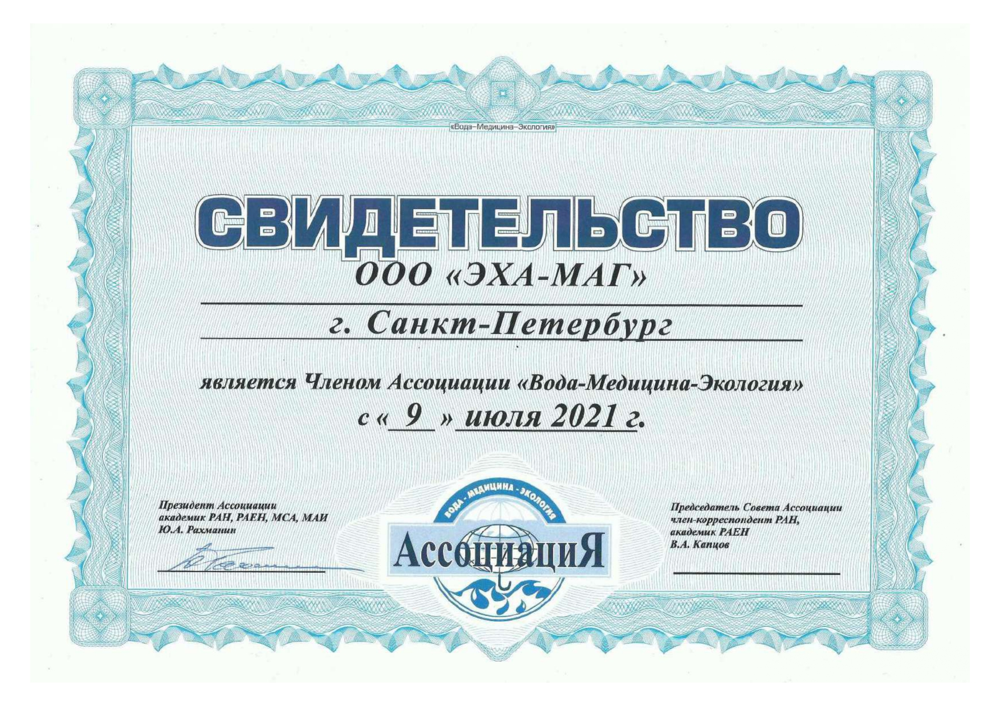 «Вода–Медицина–Экология»
СВИДЕТЕЛЬСТВО
ООО «ЭХА-МАГ»
г. Санкт-Петербург
является Членом Ассоциации «Вода-Медицина-Экология»
с « 9 » июля 2021 г.
Президент Ассоциации
академик РАН, РАЕН, МСА, МАИ
Ю.А. Рахманин
ВОДА - МЕДИЦИНА - ЭКОЛОГИЯ
АссоциациЯ
Председатель Совета Ассоциации
член-корреспондент РАН,
академик РАЕН
В.А. Капцов